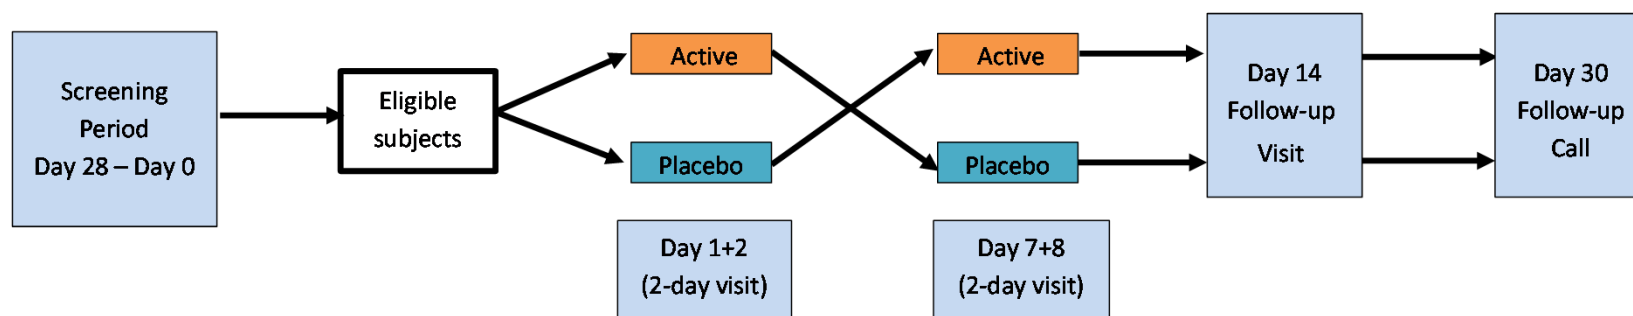 Screening
Period
Day 28 – Day 0
Eligible
subjects
Active
Placebo
Day 1+2
(2-day visit)
Active
Placebo
Day 7+8
(2-day visit)
Day 14
Follow-up
Visit
Day 30
Follow-up
Call